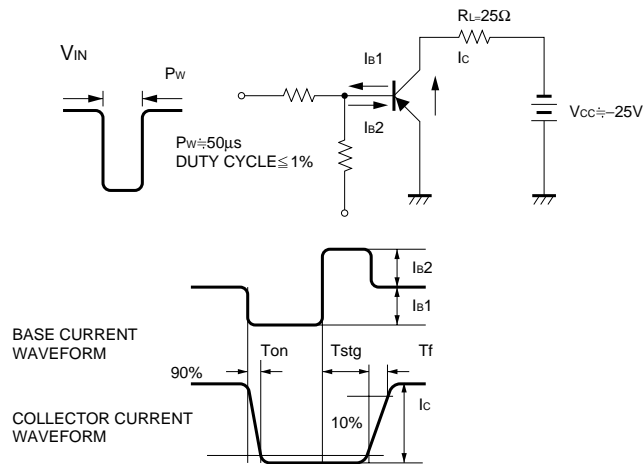 RL=25Ω
VIN
IB1
IC
PW
IB2
VCC≒−25V
PW≒50μs
DUTY CYCLE≦1%
IB2
IB1
BASE CURRENT
WAVEFORM
Ton
Tstg
Tf
90%
IC
COLLECTOR CURRENT
WAVEFORM
10%